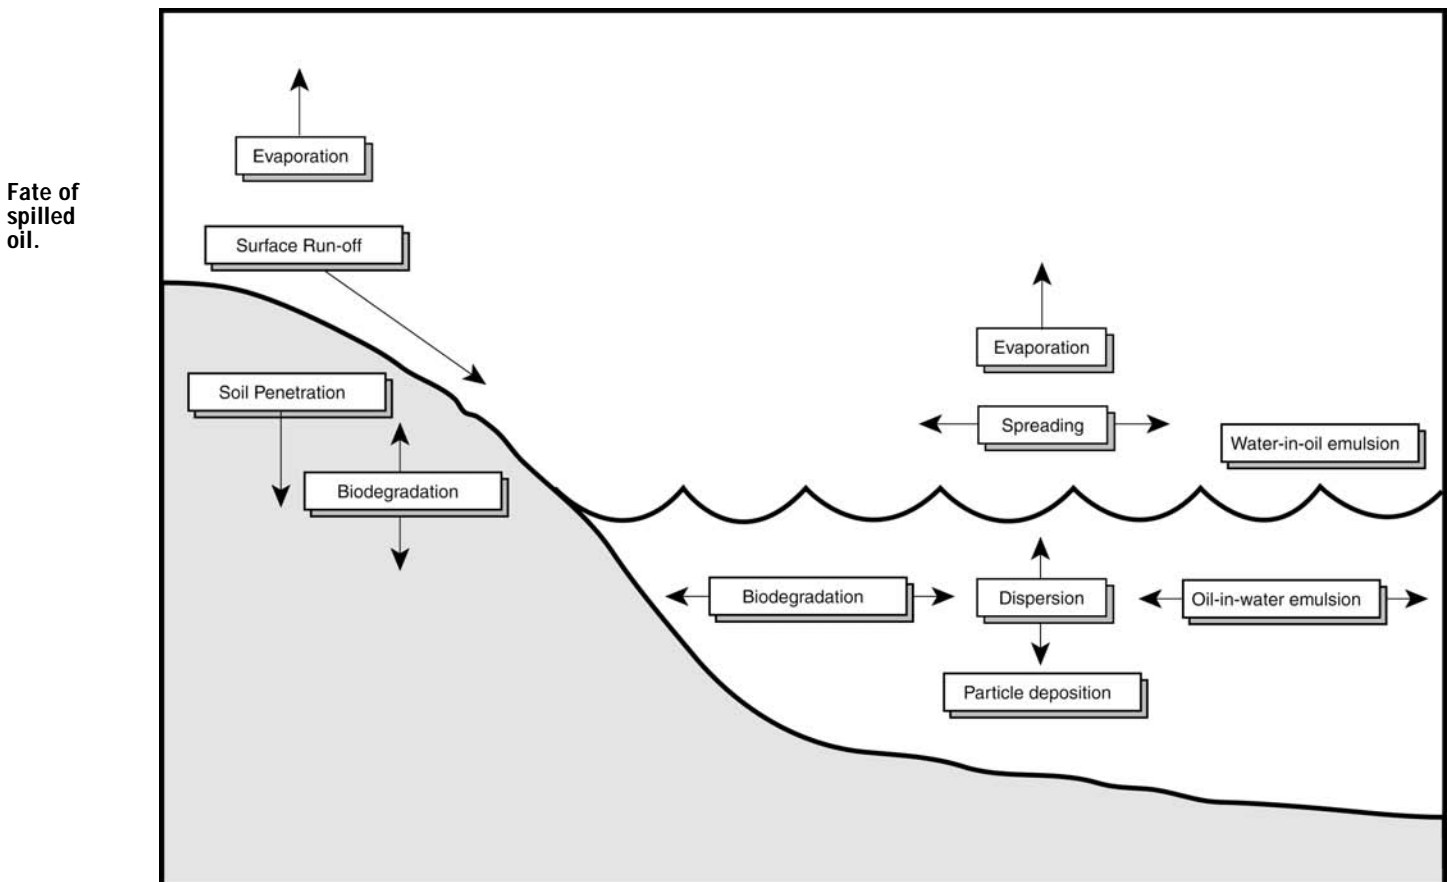 Fate of
spilled
oil.
Evaporation
Surface Run-off
Soil Penetration
Biodegradation
Evaporation
Spreading
Water-in-oil emulsion
Biodegradation
Dispersion
Oil-in-water emulsion
Particle deposition